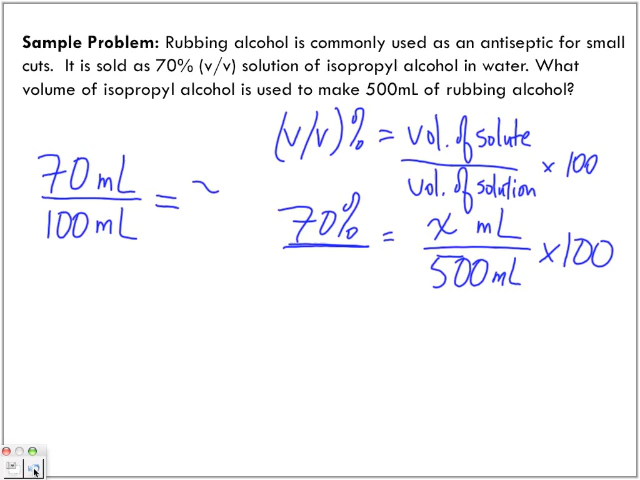 Sample Problem: Rubbing alcohol is commonly used as an antiseptic for small
cuts. It is sold as 70% (v/v) solution of isopropyl alcohol in water. What
volume of isopropyl alcohol is used to make 500mL of rubbing alcohol?
(v/v)% = vol. of solute / vol. of solution × 100
70 mL / 100 mL = ~
70% = x mL / 500 mL × 100